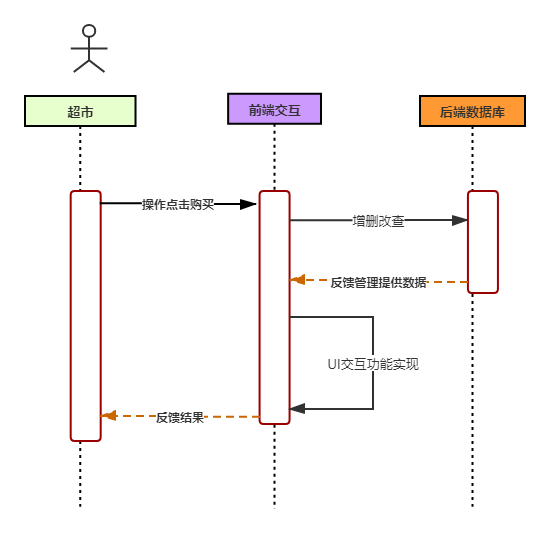 超市
前端交互
后端数据库
操作点击购买
增删改查
反馈管理提供数据
UI交互功能实现
反馈结果